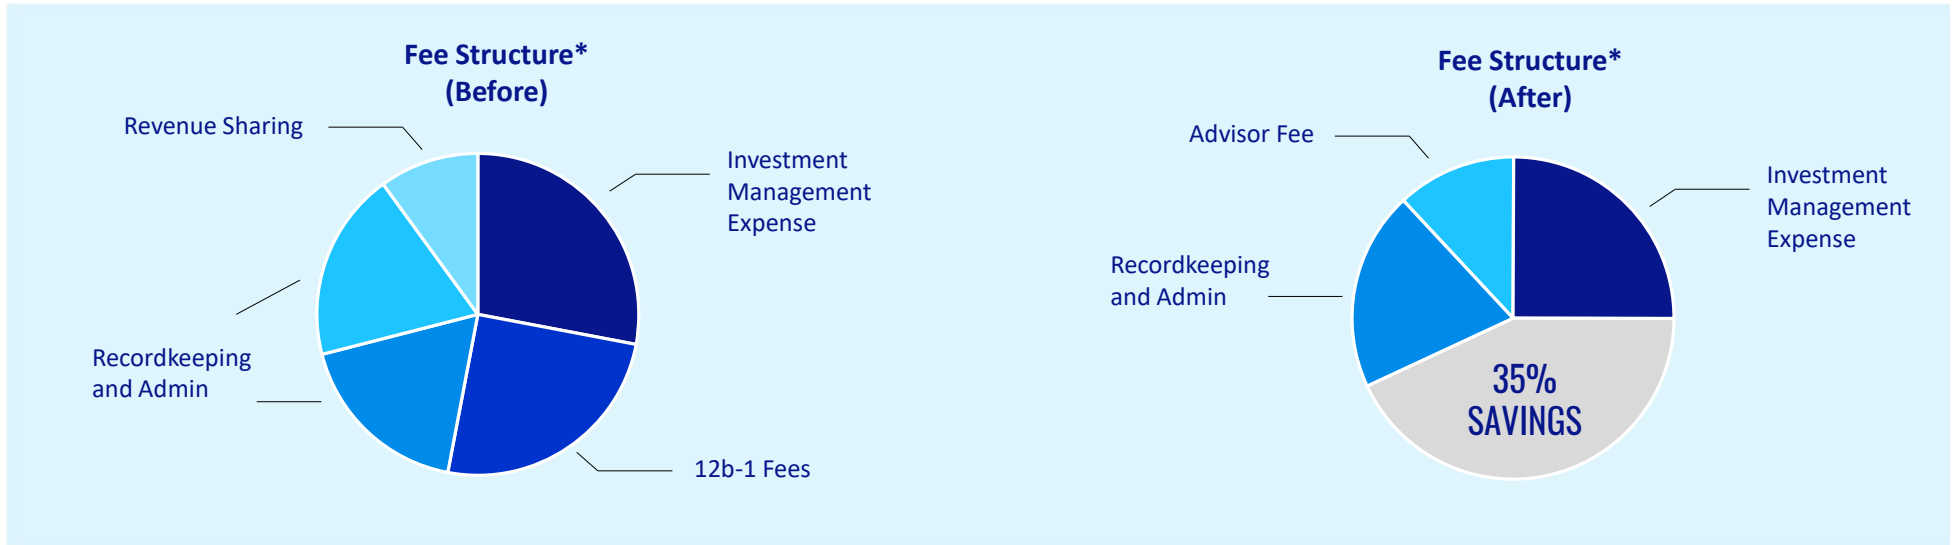 Fee Structure*
(Before)
Revenue Sharing
Investment
Management
Expense
Recordkeeping
and Admin
12b-1 Fees
Fee Structure*
(After)
Advisor Fee
Investment
Management
Expense
Recordkeeping
and Admin
35%
SAVINGS